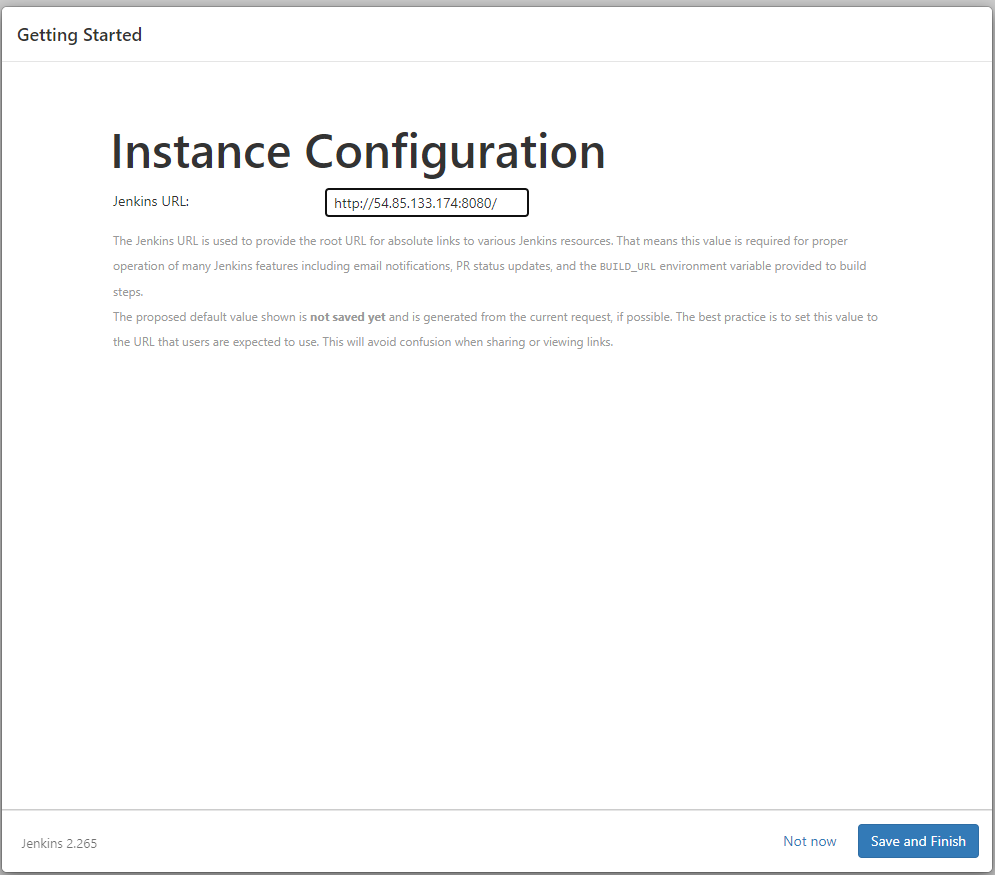 Getting Started
Instance Configuration
Jenkins URL:
http://54.85.133.174:8080/
The Jenkins URL is used to provide the root URL for absolute links to various Jenkins resources. That means this value is required for proper
operation of many Jenkins features including email notifications, PR status updates, and the BUILD_URL environment variable provided to build
steps.
The proposed default value shown is not saved yet and is generated from the current request, if possible. The best practice is to set this value to
the URL that users are expected to use. This will avoid confusion when sharing or viewing links.
Jenkins 2.265
Not now
Save and Finish